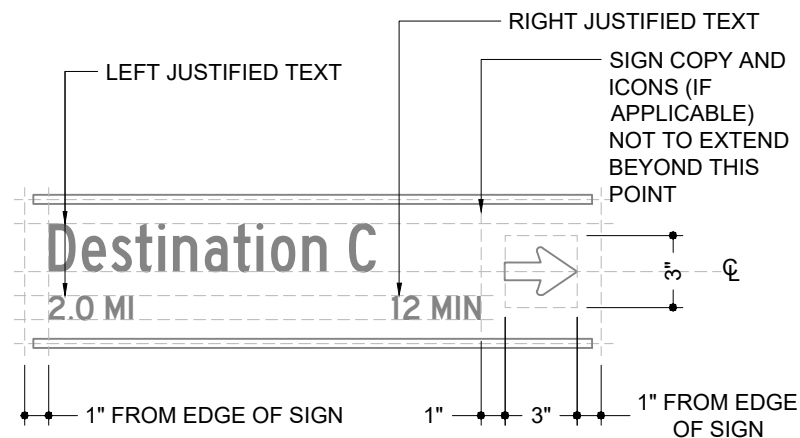 RIGHT JUSTIFIED TEXT
LEFT JUSTIFIED TEXT
SIGN COPY AND
ICONS (IF
APPLICABLE)
NOT TO EXTEND
BEYOND THIS
POINT
Destination C
2.0 MI
12 MIN
3"
℄
1" FROM EDGE OF SIGN
1"
3"
1" FROM EDGE
OF SIGN